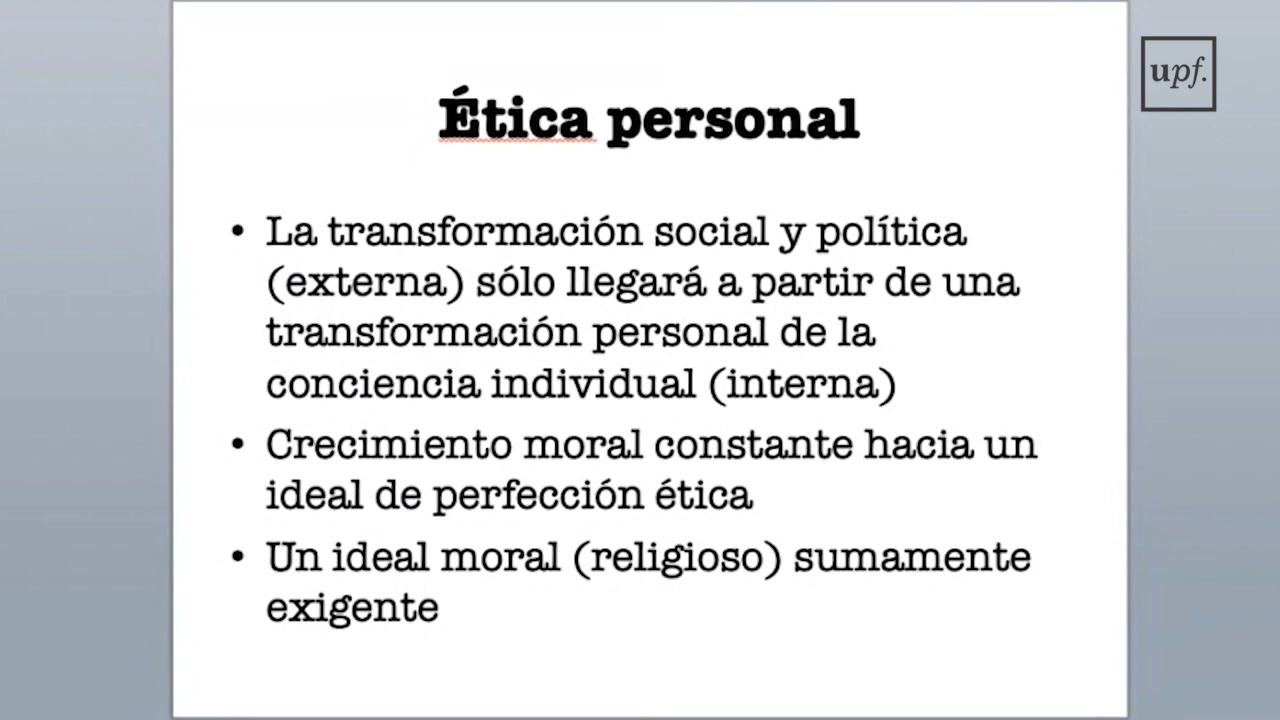 upf.
Ética personal
• La transformación social y política
(externa) sólo llegará a partir de una
transformación personal de la
conciencia individual (interna)
• Crecimiento moral constante hacia un
ideal de perfección ética
• Un ideal moral (religioso) sumamente
exigente